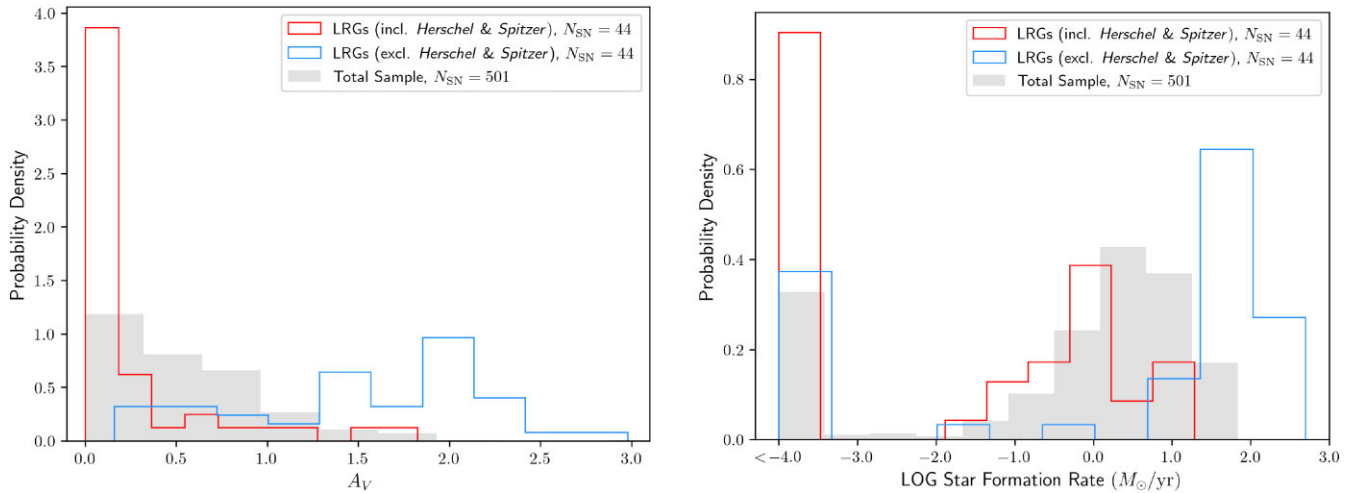 LRGs (incl. Herschel & Spitzer), N_SN = 44
LRGs (excl. Herschel & Spitzer), N_SN = 44
Total Sample, N_SN = 501
4.0
3.5
3.0
2.5
2.0
1.5
1.0
0.5
0.0
Probability Density
0.0 0.5 1.0 1.5 2.0 2.5 3.0
A_V
LRGs (incl. Herschel & Spitzer), N_SN = 44
LRGs (excl. Herschel & Spitzer), N_SN = 44
Total Sample, N_SN = 501
0.8
0.6
0.4
0.2
0.0
Probability Density
<−4.0 −3.0 −2.0 −1.0 0.0 1.0 2.0 3.0
LOG Star Formation Rate (M_⊙/yr)